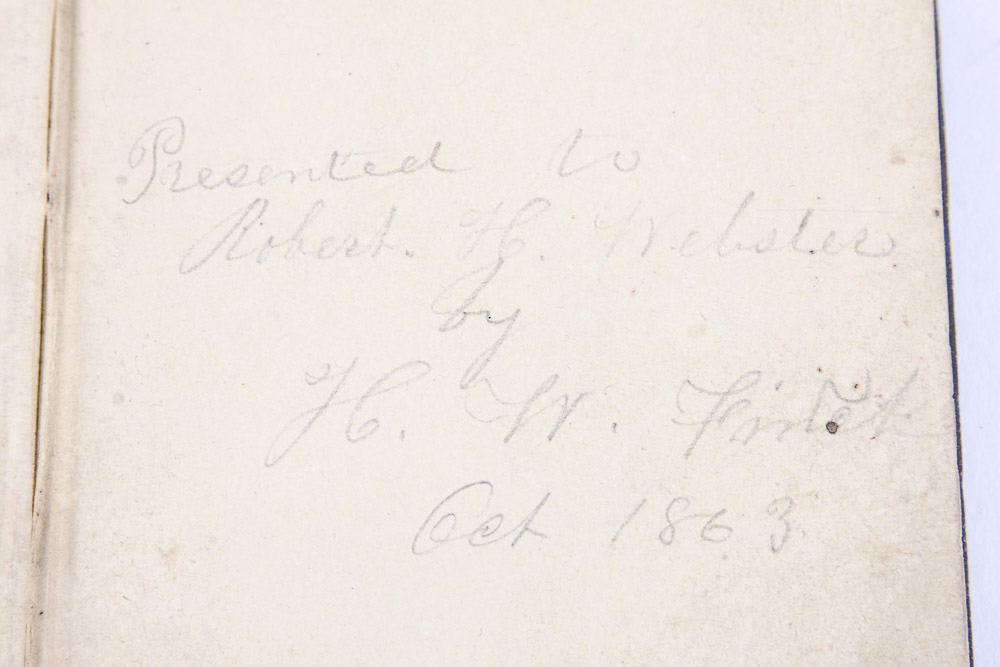 Presented to
Robert. H. Webster
by
H. W.
Oct 1863